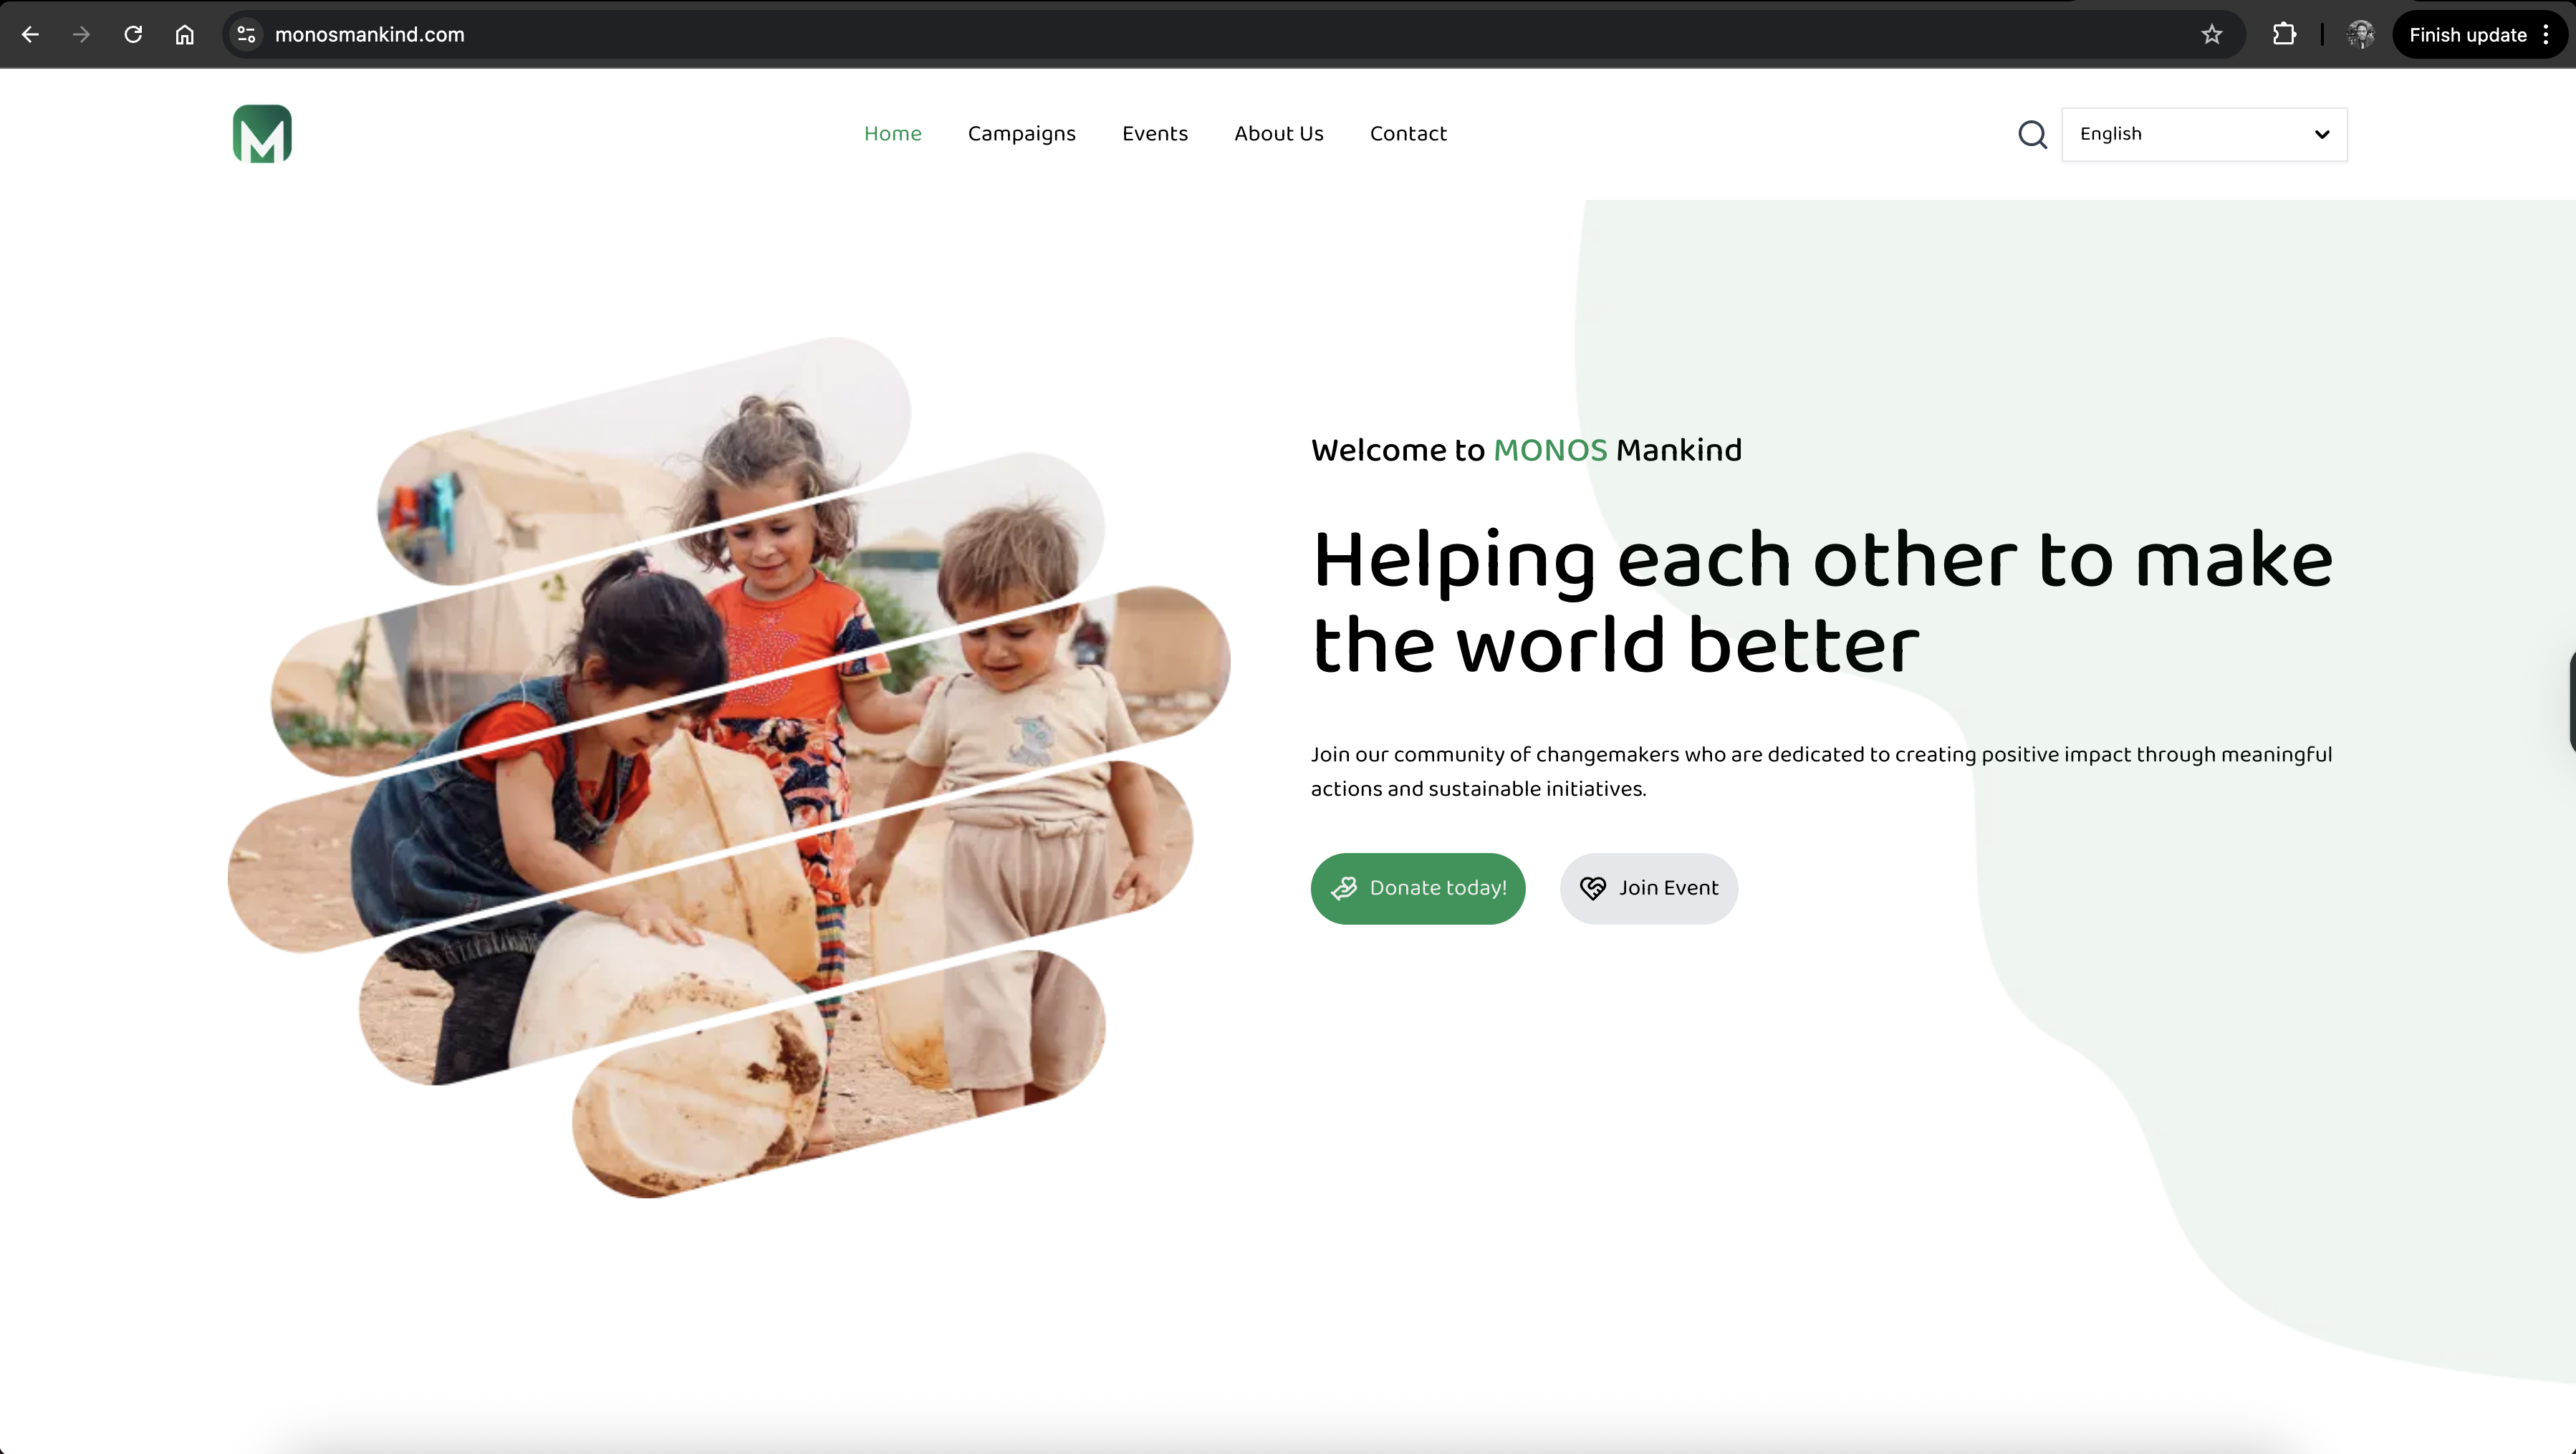 monosmankind.com
Finish update
M
Home Campaigns Events About Us Contact
English
Welcome to MONOS Mankind
Helping each other to make
the world better
Join our community of changemakers who are dedicated to creating positive impact through meaningful
actions and sustainable initiatives.
Donate today! Join Event